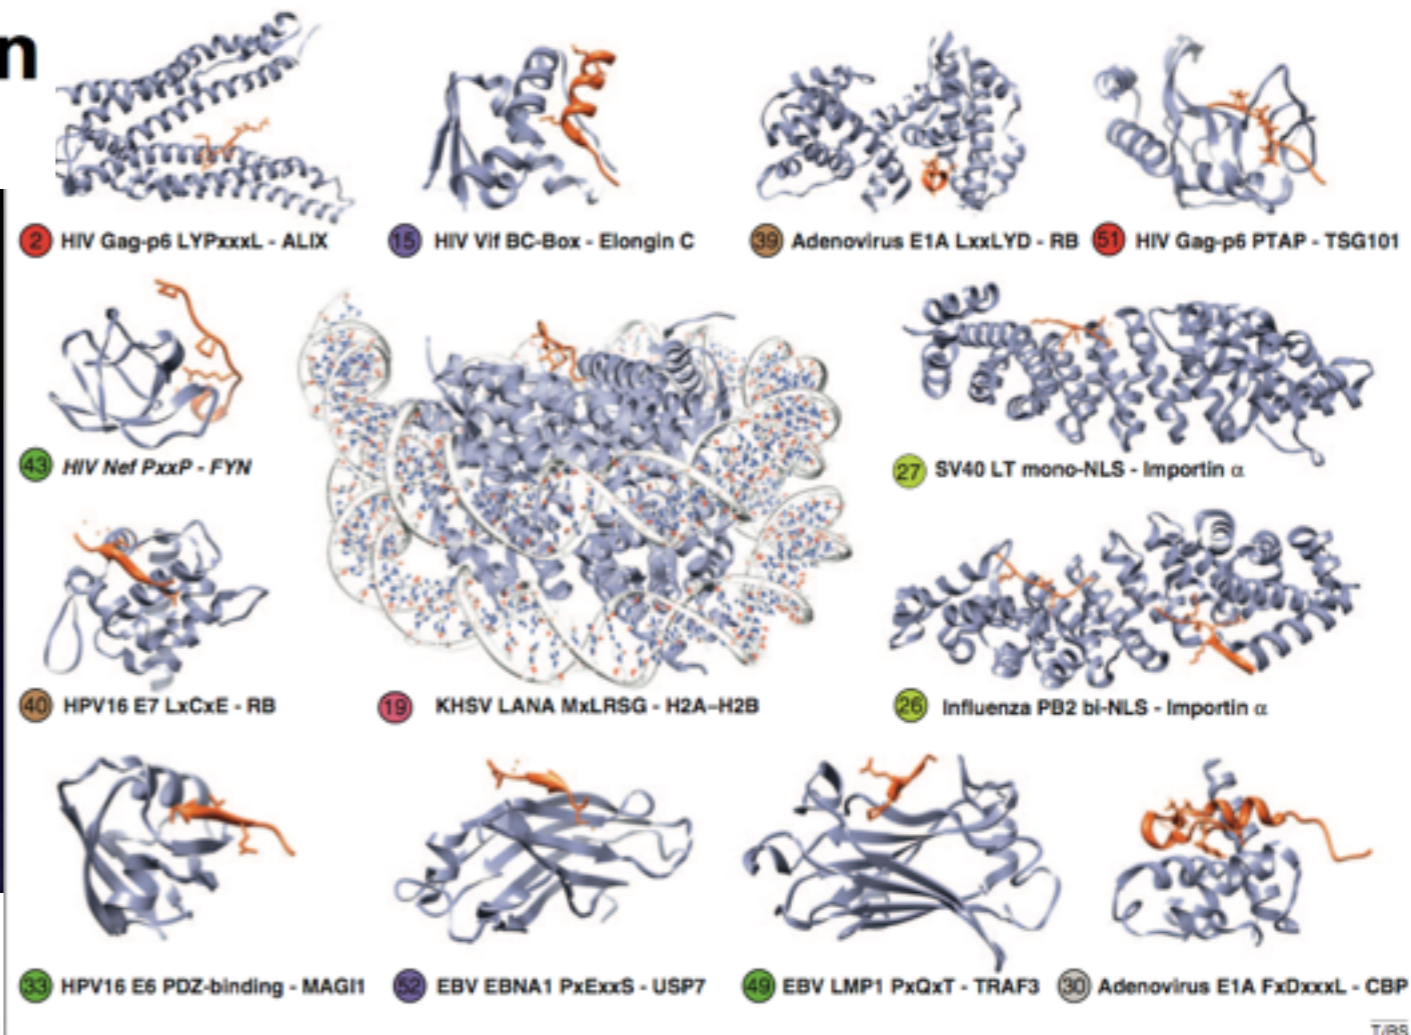 n
2 HIV Gag-p6 LYPxxxL - ALIX
15 HIV Vif BC-Box - Elongin C
39 Adenovirus E1A LxxLYD - RB
51 HIV Gag-p6 PTAP - TSG101
43 HIV Nef PxxP - FYN
27 SV40 LT mono-NLS - Importin α
40 HPV16 E7 LxCxE - RB
19 KHSV LANA MxLRSG - H2A–H2B
26 Influenza PB2 bi-NLS - Importin α
33 HPV16 E6 PDZ-binding - MAGI1
52 EBV EBNA1 PxExxS - USP7
49 EBV LMP1 PxQxT - TRAF3
30 Adenovirus E1A FxDxxxL - CBP